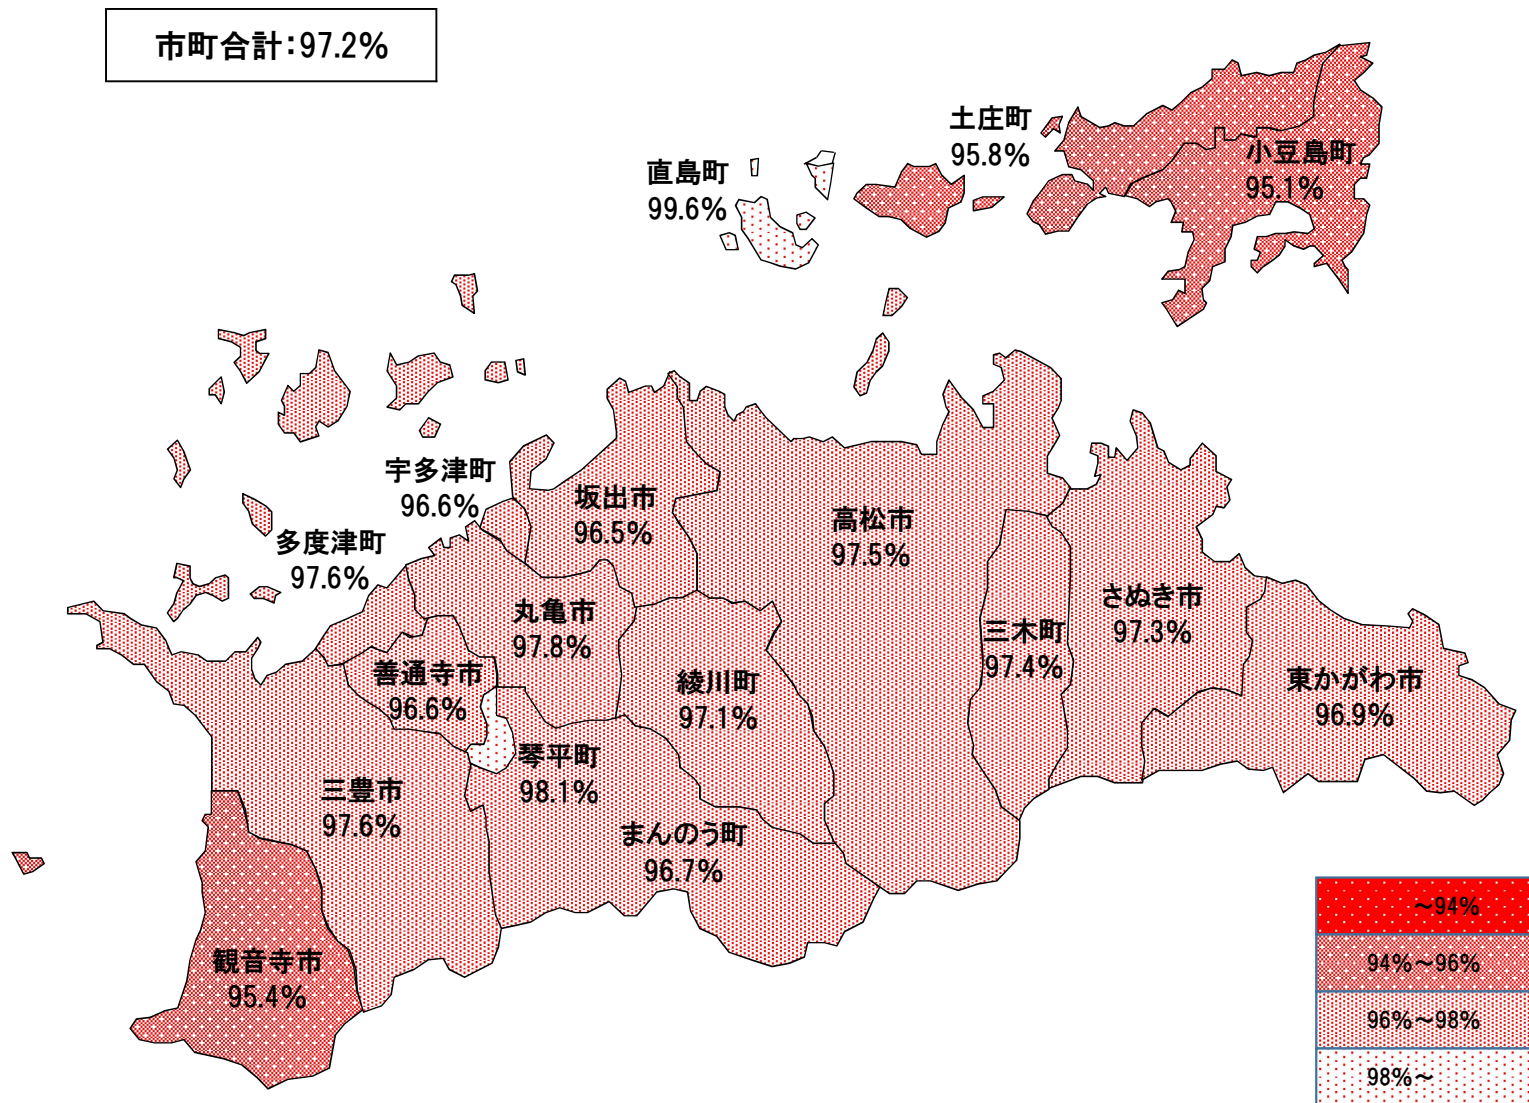 市町合計:97.2%
土庄町
95.8%
小豆島町
95.1%
直島町
99.6%
宇多津町
96.6%
坂出市
96.5%
高松市
97.5%
多度津町
97.6%
丸亀市
97.8%
さぬき市
97.3%
三木町
97.4%
善通寺市
96.6%
綾川町
97.1%
東かがわ市
96.9%
琴平町
98.1%
三豊市
97.6%
まんのう町
96.7%
観音寺市
95.4%
～94%
94%～96%
96%～98%
98%～